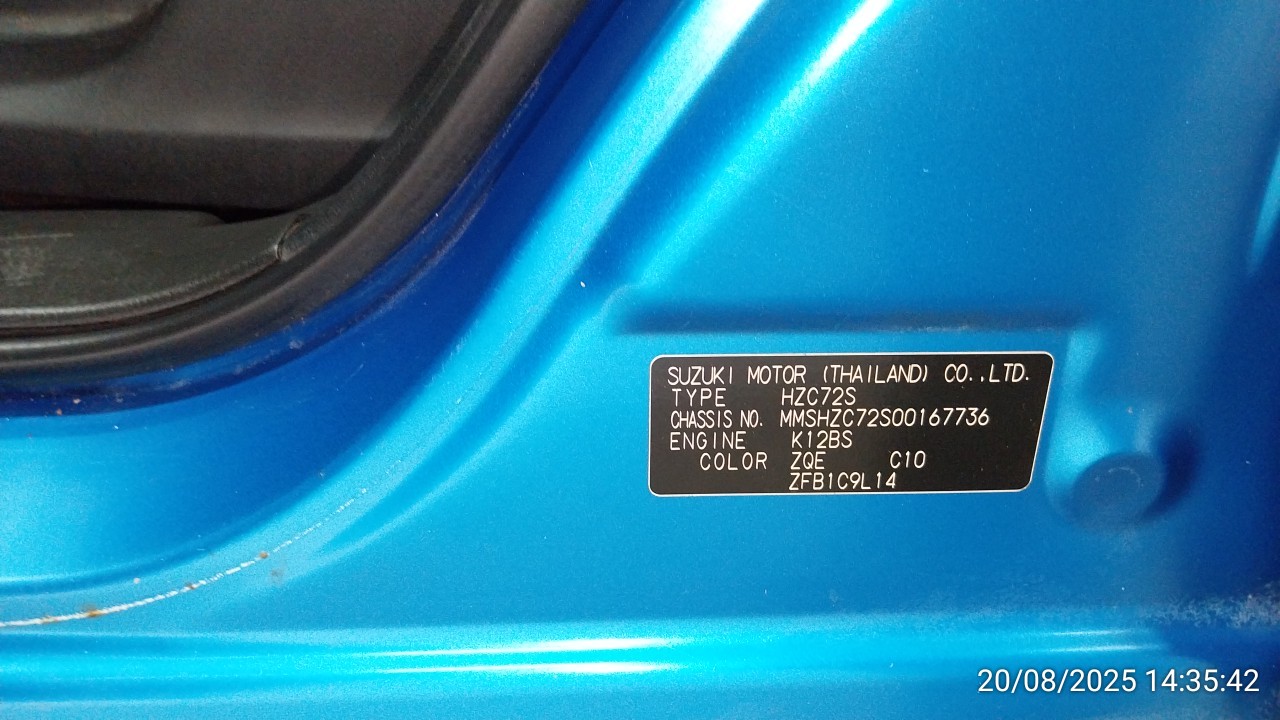 SUZUKI MOTOR (THAILAND) CO.,LTD.
TYPE HZC72S
CHASSIS NO. MMSHZC72S00167736
ENGINE K12BS
COLOR ZQE C10
ZFB1C9L14
20/08/2025 14:35:42